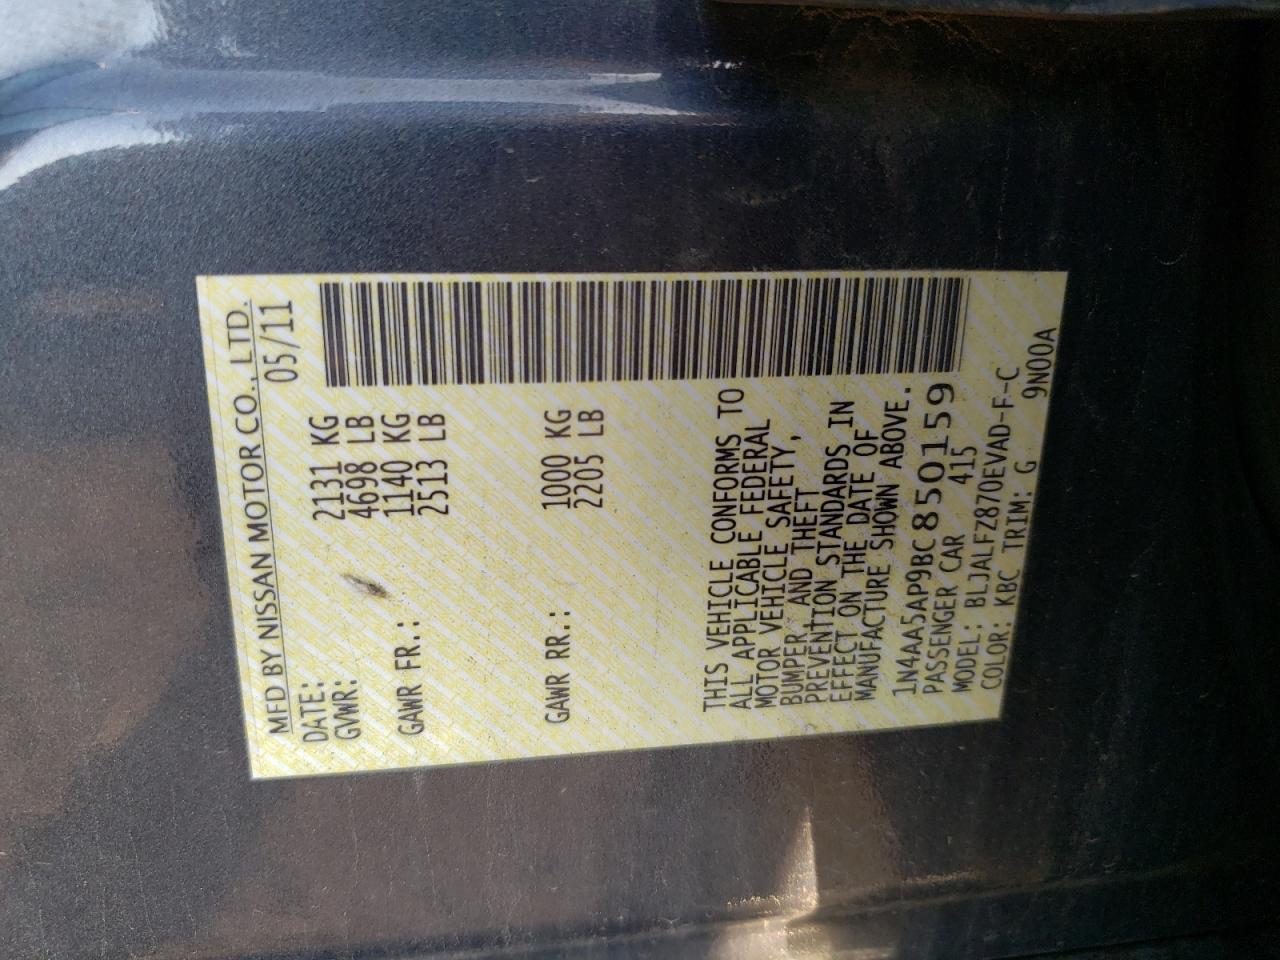 MFD BY NISSAN MOTOR CO., LTD.
DATE: 05/11
GVWR: 2131 KG
4698 LB
GAWR FR.: 1140 KG
2513 LB
GAWR RR.: 1000 KG
2205 LB
THIS VEHICLE CONFORMS TO
ALL APPLICABLE FEDERAL
MOTOR VEHICLE SAFETY,
BUMPER, AND THEFT
PREVENTION STANDARDS IN
EFFECT ON THE DATE OF
MANUFACTURE SHOWN ABOVE.
1N4AA5AP9BC850159
PASSENGER CAR 415
MODEL: BLJALFZ870EVAD-F-C
COLOR: KBC TRIM: G 9N00A